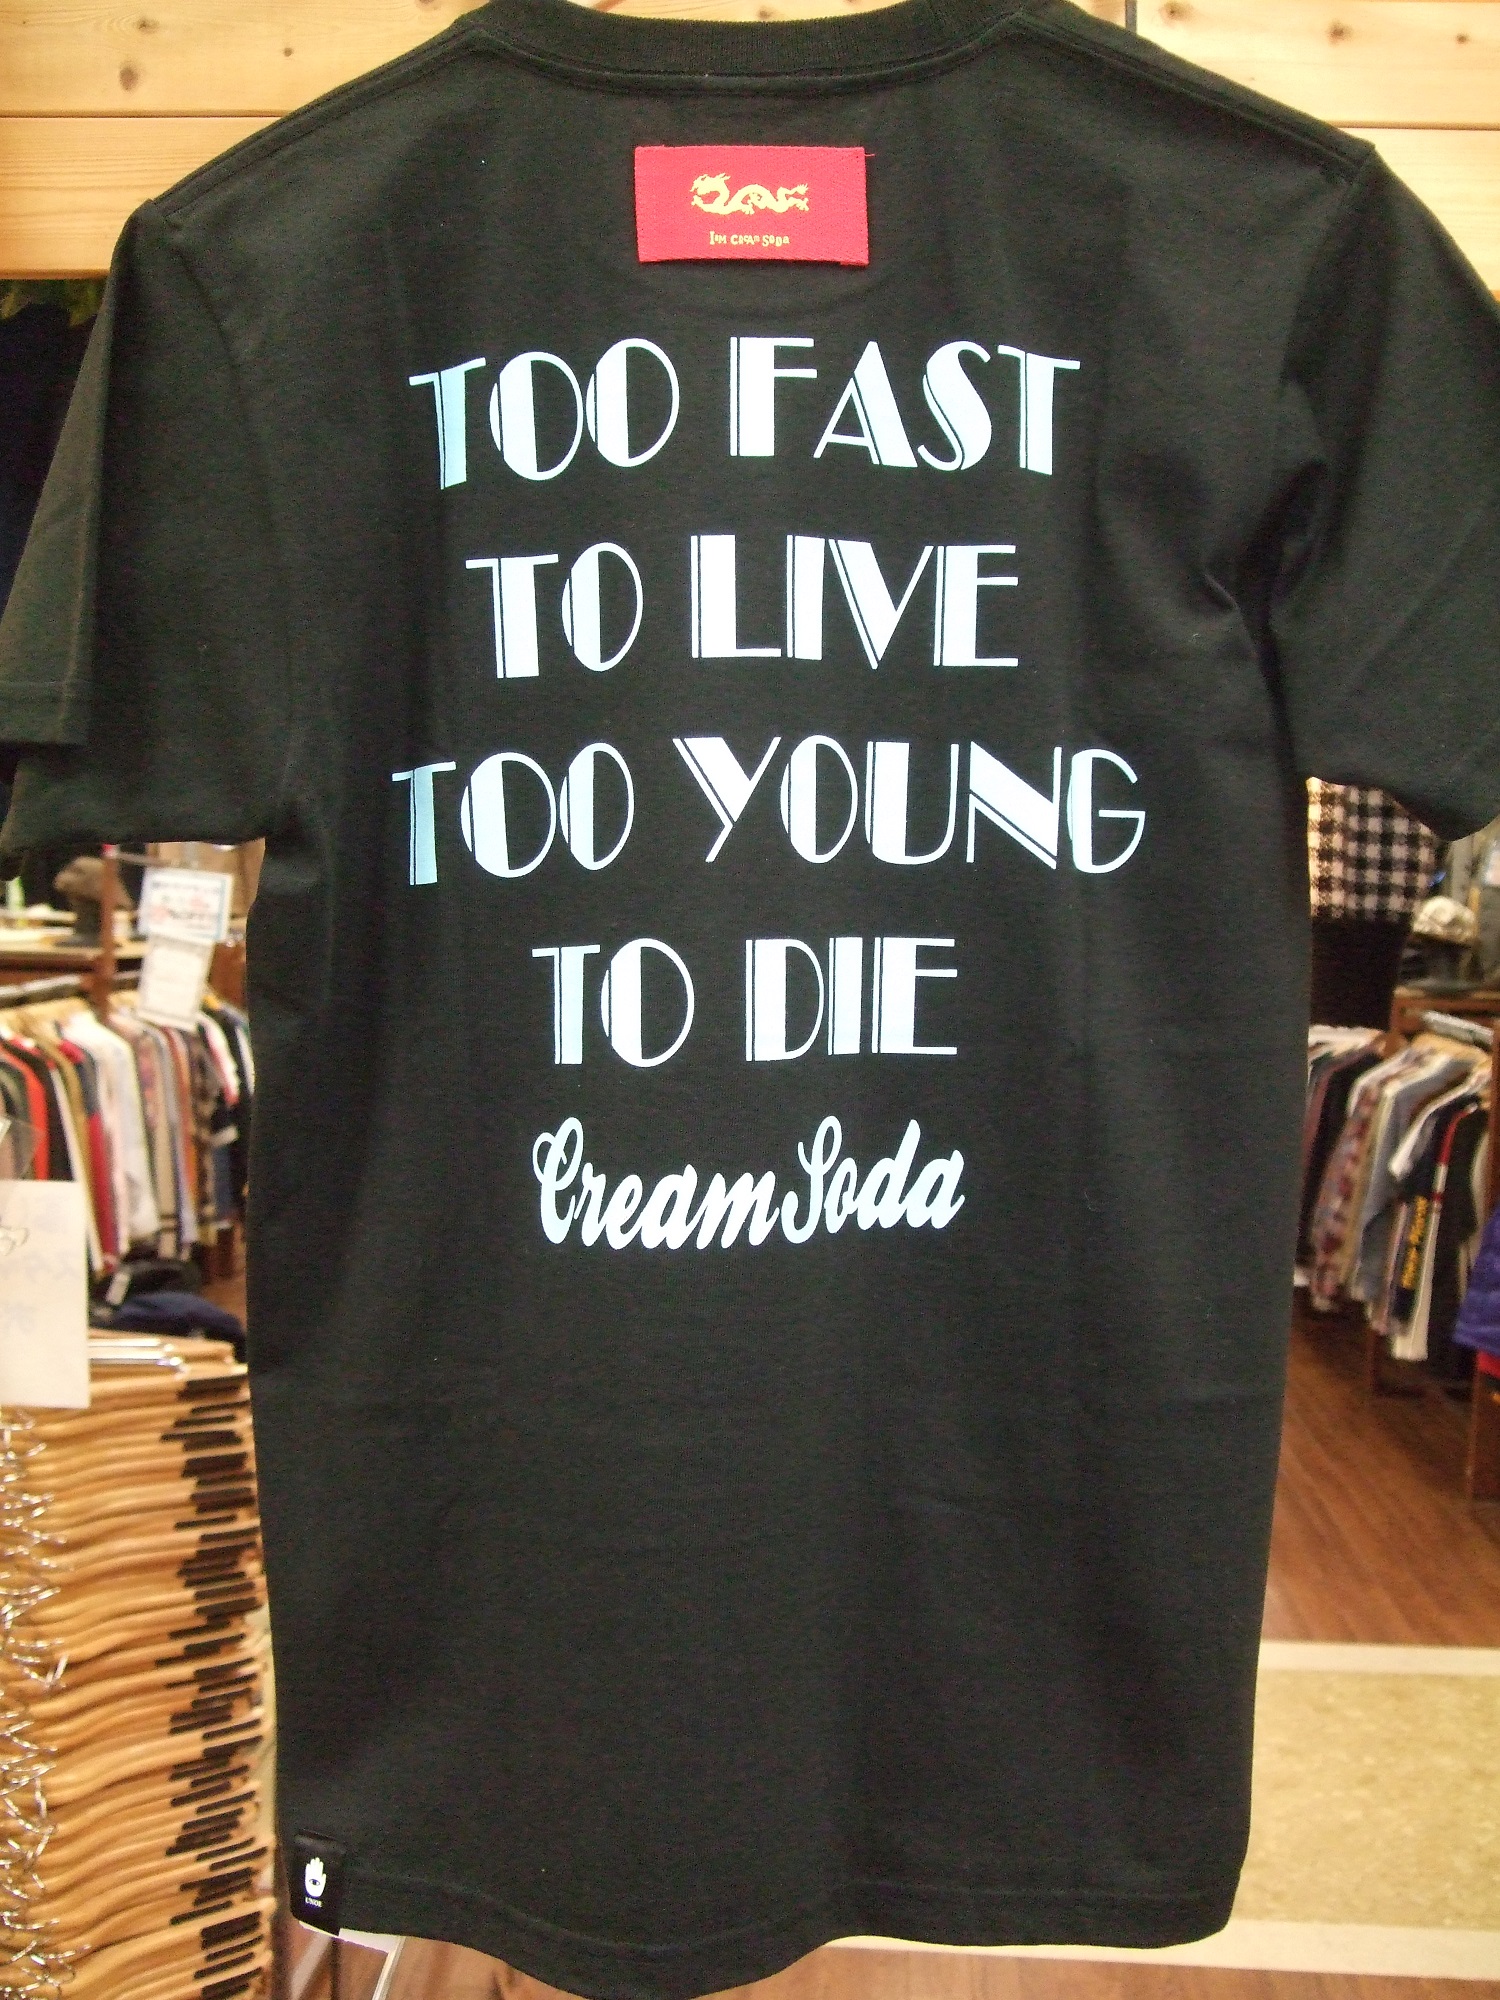 TOO FAST
TO LIVE
TOO YOUNG
TO DIE
Cream Soda